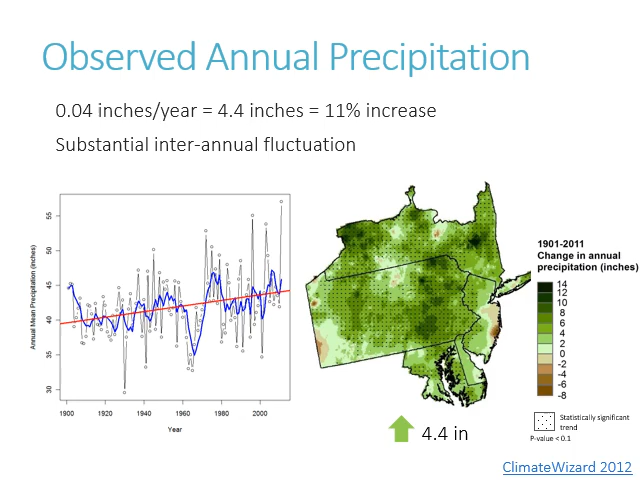 Observed Annual Precipitation
0.04 inches/year = 4.4 inches = 11% increase
Substantial inter-annual fluctuation
Annual Mean Precipitation (inches)
55
50
45
40
35
30
1900
1920
1940
1960
1980
2000
Year
1901-2011
Change in annual
precipitation (inches)
14
12
10
8
6
4
2
0
-2
-4
-6
-8
Statistically significant
trend
P-value < 0.1
4.4 in
ClimateWizard 2012